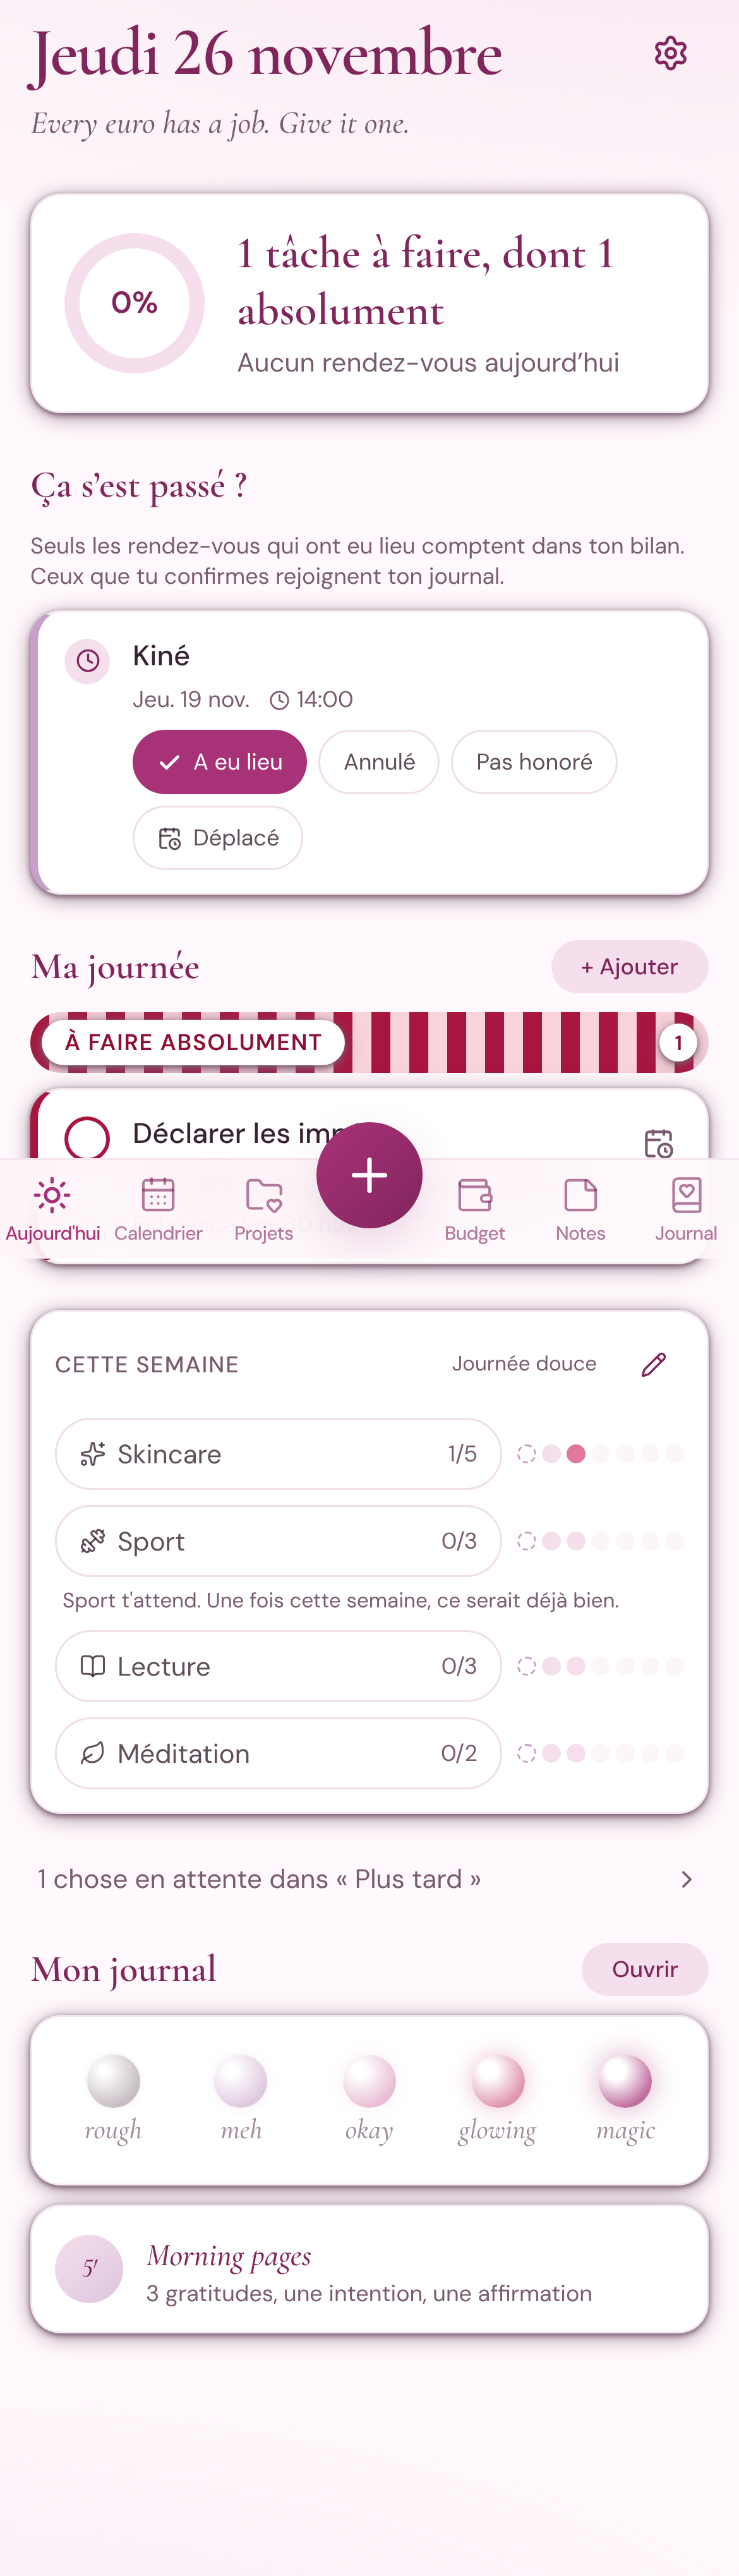 Jeudi 26 novembre
Every euro has a job. Give it one.
0%
1 tâche à faire, dont 1
absolument
Aucun rendez-vous aujourd’hui
Ça s’est passé ?
Seuls les rendez-vous qui ont eu lieu comptent dans ton bilan.
Ceux que tu confirmes rejoignent ton journal.
Kiné
Jeu. 19 nov. 14:00
A eu lieu Annulé Pas honoré
Déplacé
Ma journée + Ajouter
À FAIRE ABSOLUMENT 1
Déclarer les
Aujourd'hui Calendrier Projets Budget Notes Journal
CETTE SEMAINE Journée douce
Skincare 1/5
Sport 0/3
Sport t'attend. Une fois cette semaine, ce serait déjà bien.
Lecture 0/3
Méditation 0/2
1 chose en attente dans « Plus tard »
Mon journal Ouvrir
rough meh okay glowing magic
5′ Morning pages
3 gratitudes, une intention, une affirmation